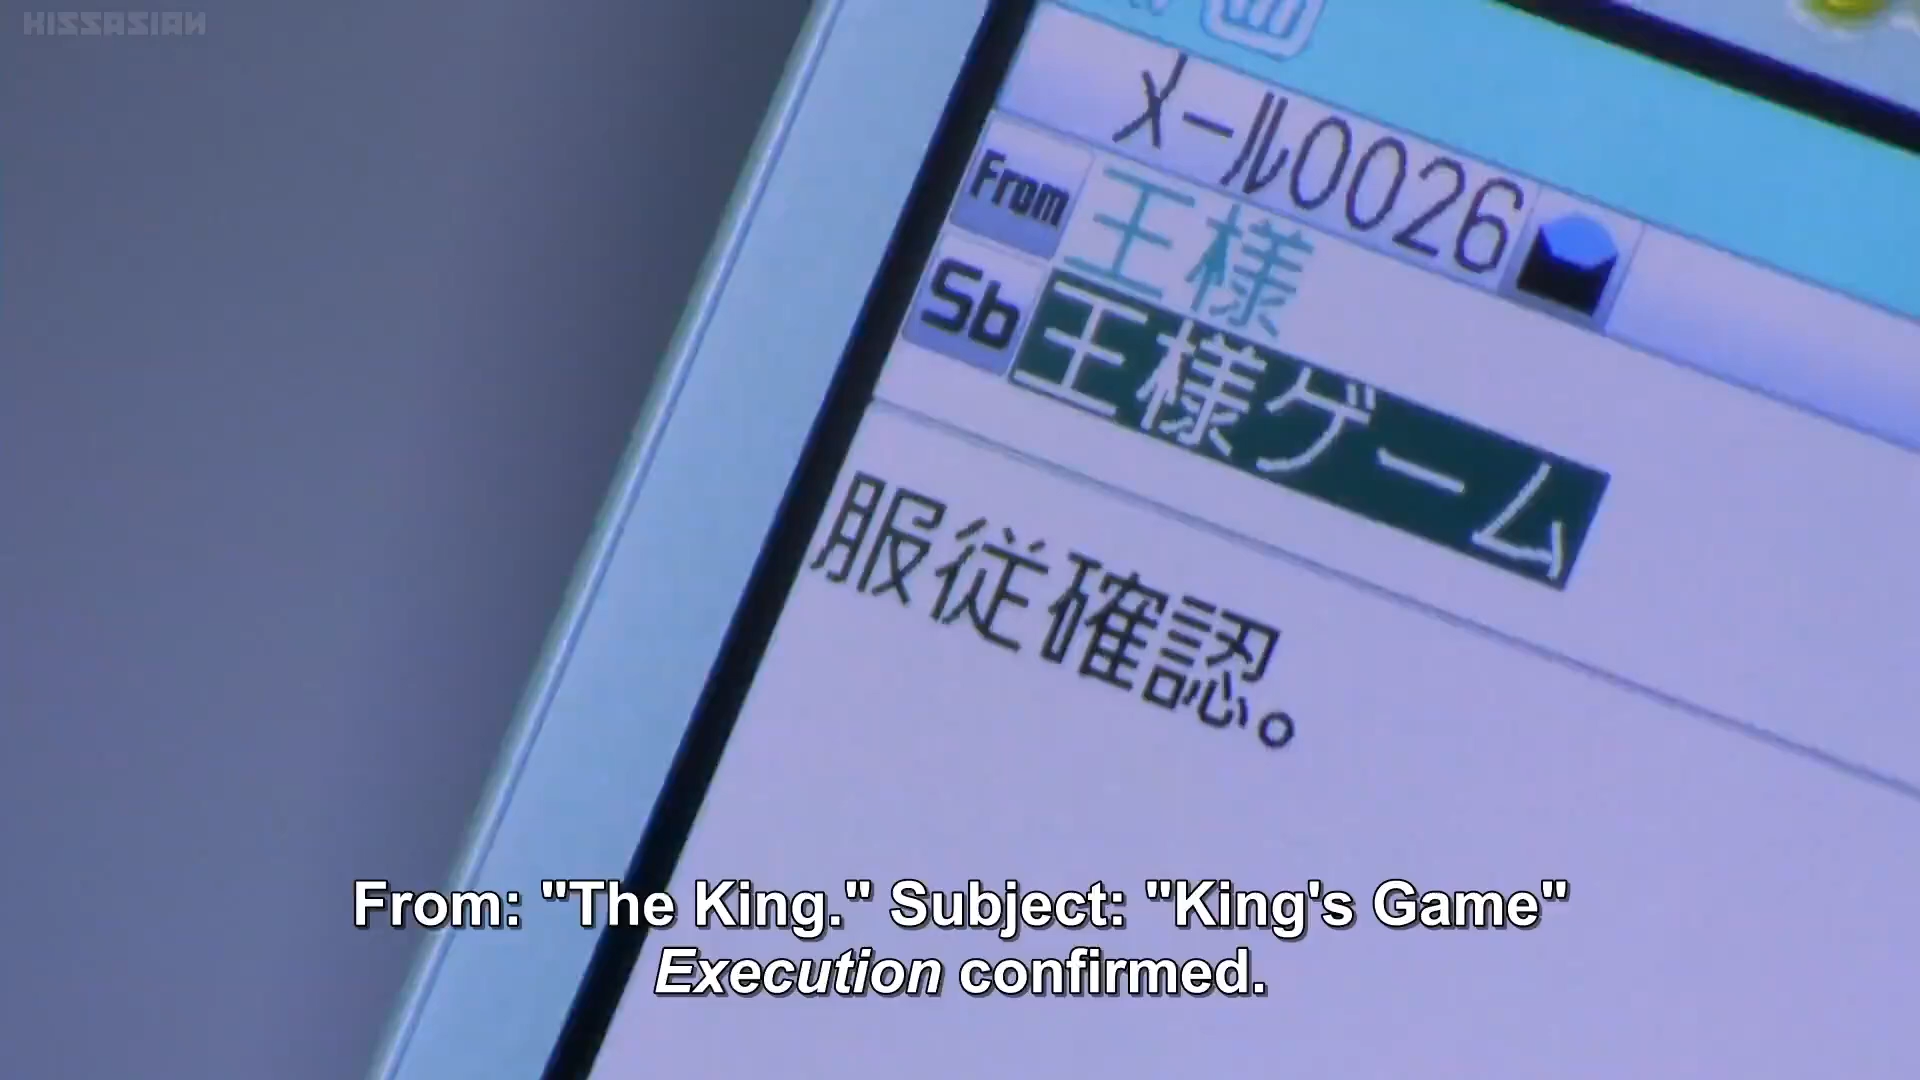 HISSASIAN
メール0026
From 王様
Sb 王様ゲーム
服従確認。
From: "The King." Subject: "King's Game"
Execution confirmed.